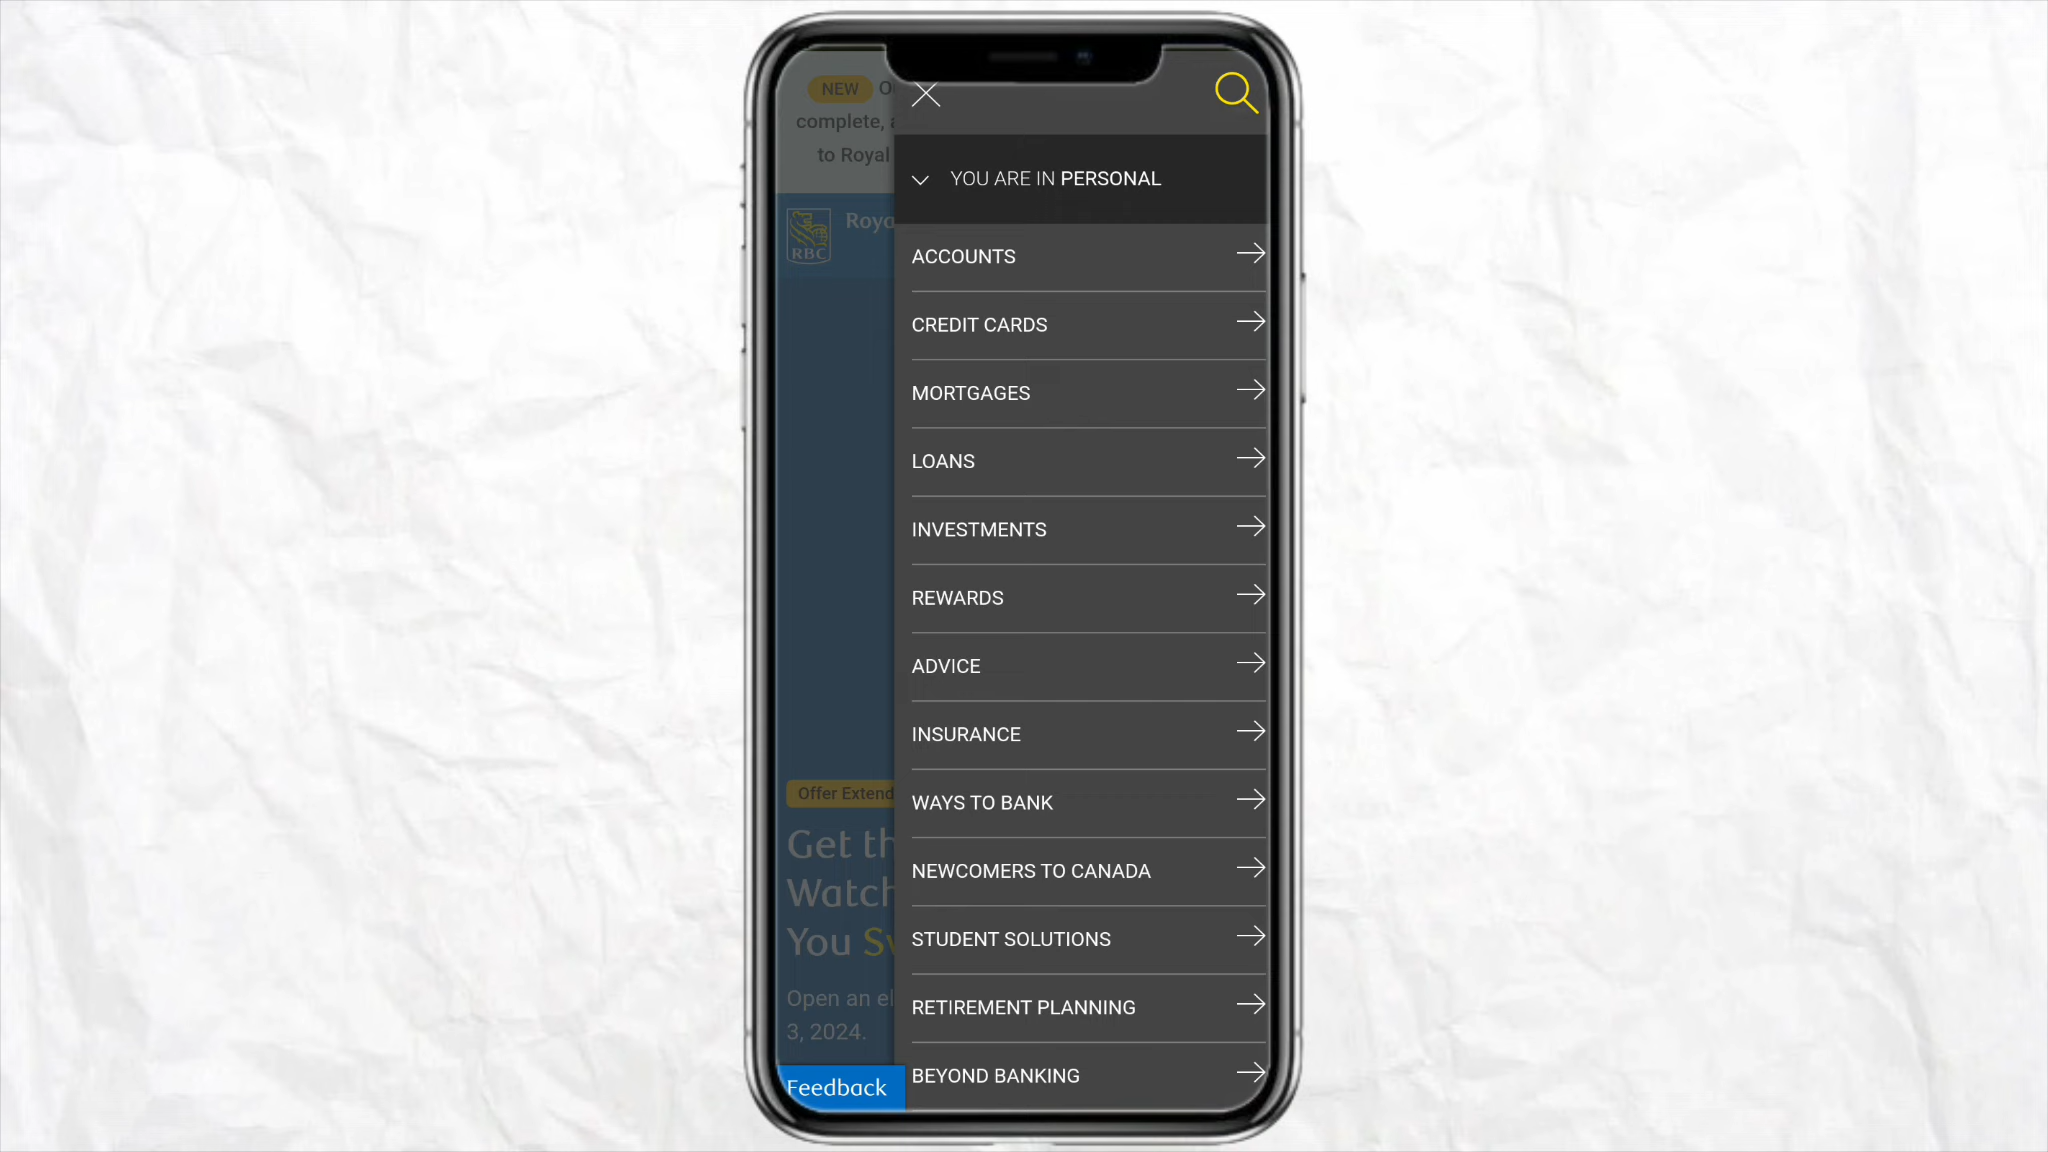 NEW O
complete, a
to Royal
YOU ARE IN PERSONAL
RBC
Roya
ACCOUNTS
CREDIT CARDS
MORTGAGES
LOANS
INVESTMENTS
REWARDS
ADVICE
INSURANCE
WAYS TO BANK
NEWCOMERS TO CANADA
STUDENT SOLUTIONS
RETIREMENT PLANNING
BEYOND BANKING
Offer Extend
Get th
Watch
You Sw
Open an el
3, 2024.
Feedback